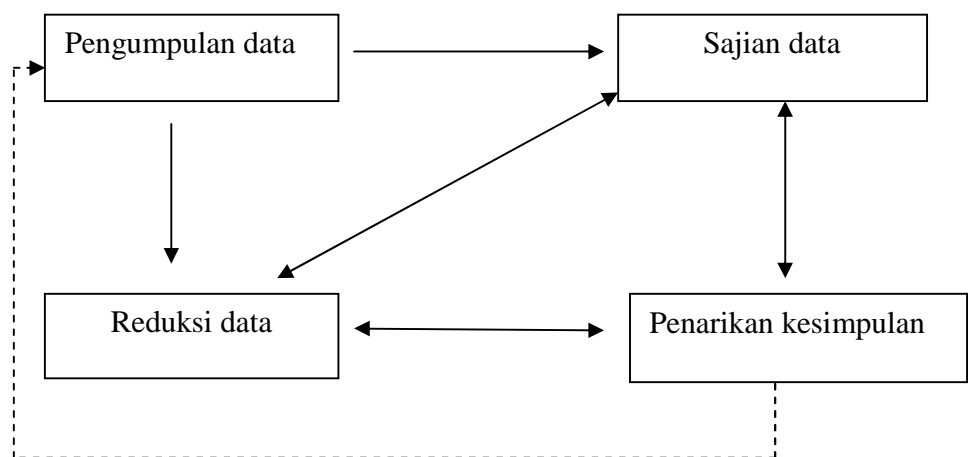 Pengumpulan data
Sajian data
Reduksi data
Penarikan kesimpulan